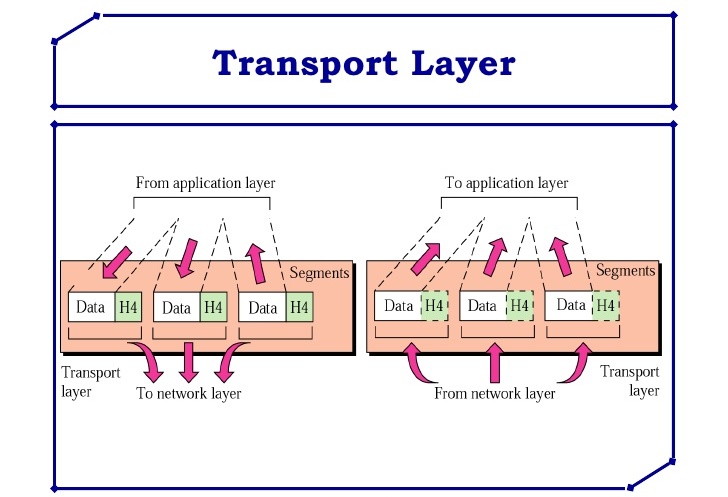 Transport Layer
From application layer
To application layer
Segments
Segments
Data H4 Data H4 Data H4
Data H4 Data H4 Data H4
Transport
layer
To network layer
From network layer
Transport
layer